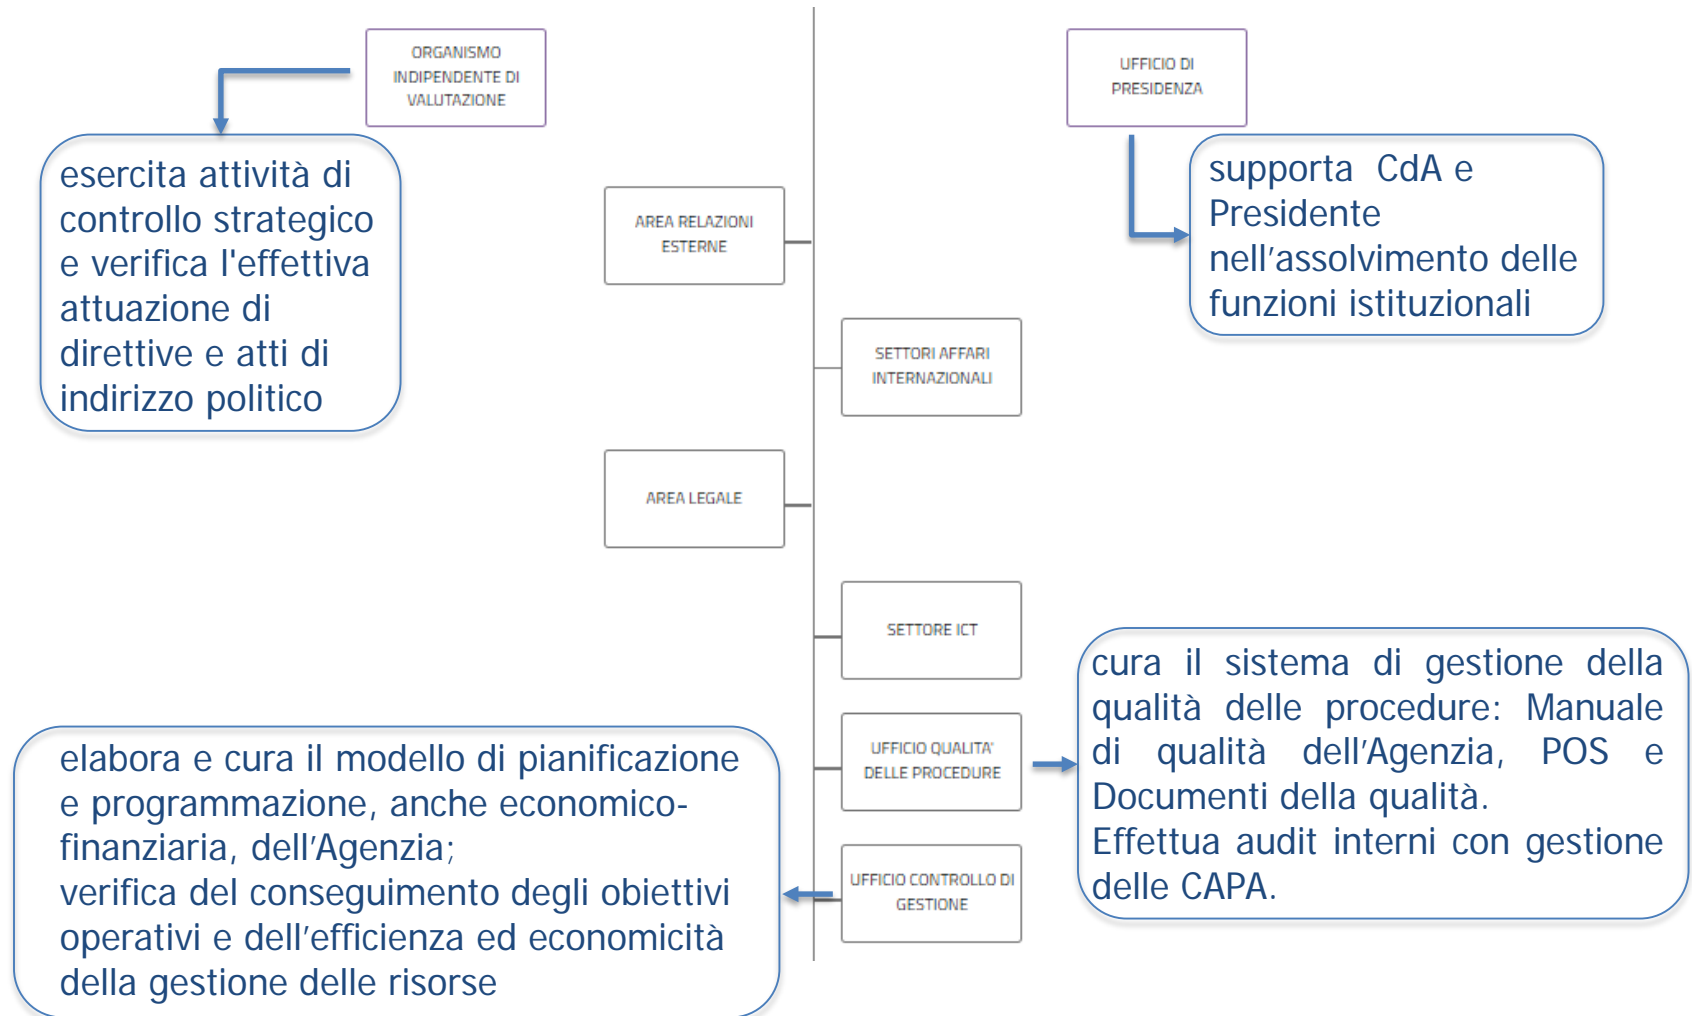 ORGANISMO
INDIPENDENTE DI
VALUTAZIONE
UFFICIO DI
PRESIDENZA
esercita attività di
controllo strategico
e verifica l'effettiva
attuazione di
direttive e atti di
indirizzo politico
supporta CdA e
Presidente
nell’assolvimento delle
funzioni istituzionali
AREA RELAZIONI
ESTERNE
SETTORI AFFARI
INTERNAZIONALI
AREA LEGALE
SETTORE ICT
UFFICIO QUALITA'
DELLE PROCEDURE
cura il sistema di gestione della
qualità delle procedure: Manuale
di qualità dell’Agenzia, POS e
Documenti della qualità.
Effettua audit interni con gestione
delle CAPA.
elabora e cura il modello di pianificazione
e programmazione, anche economico-
finanziaria, dell’Agenzia;
verifica del conseguimento degli obiettivi
operativi e dell’efficienza ed economicità
della gestione delle risorse
UFFICIO CONTROLLO DI
GESTIONE